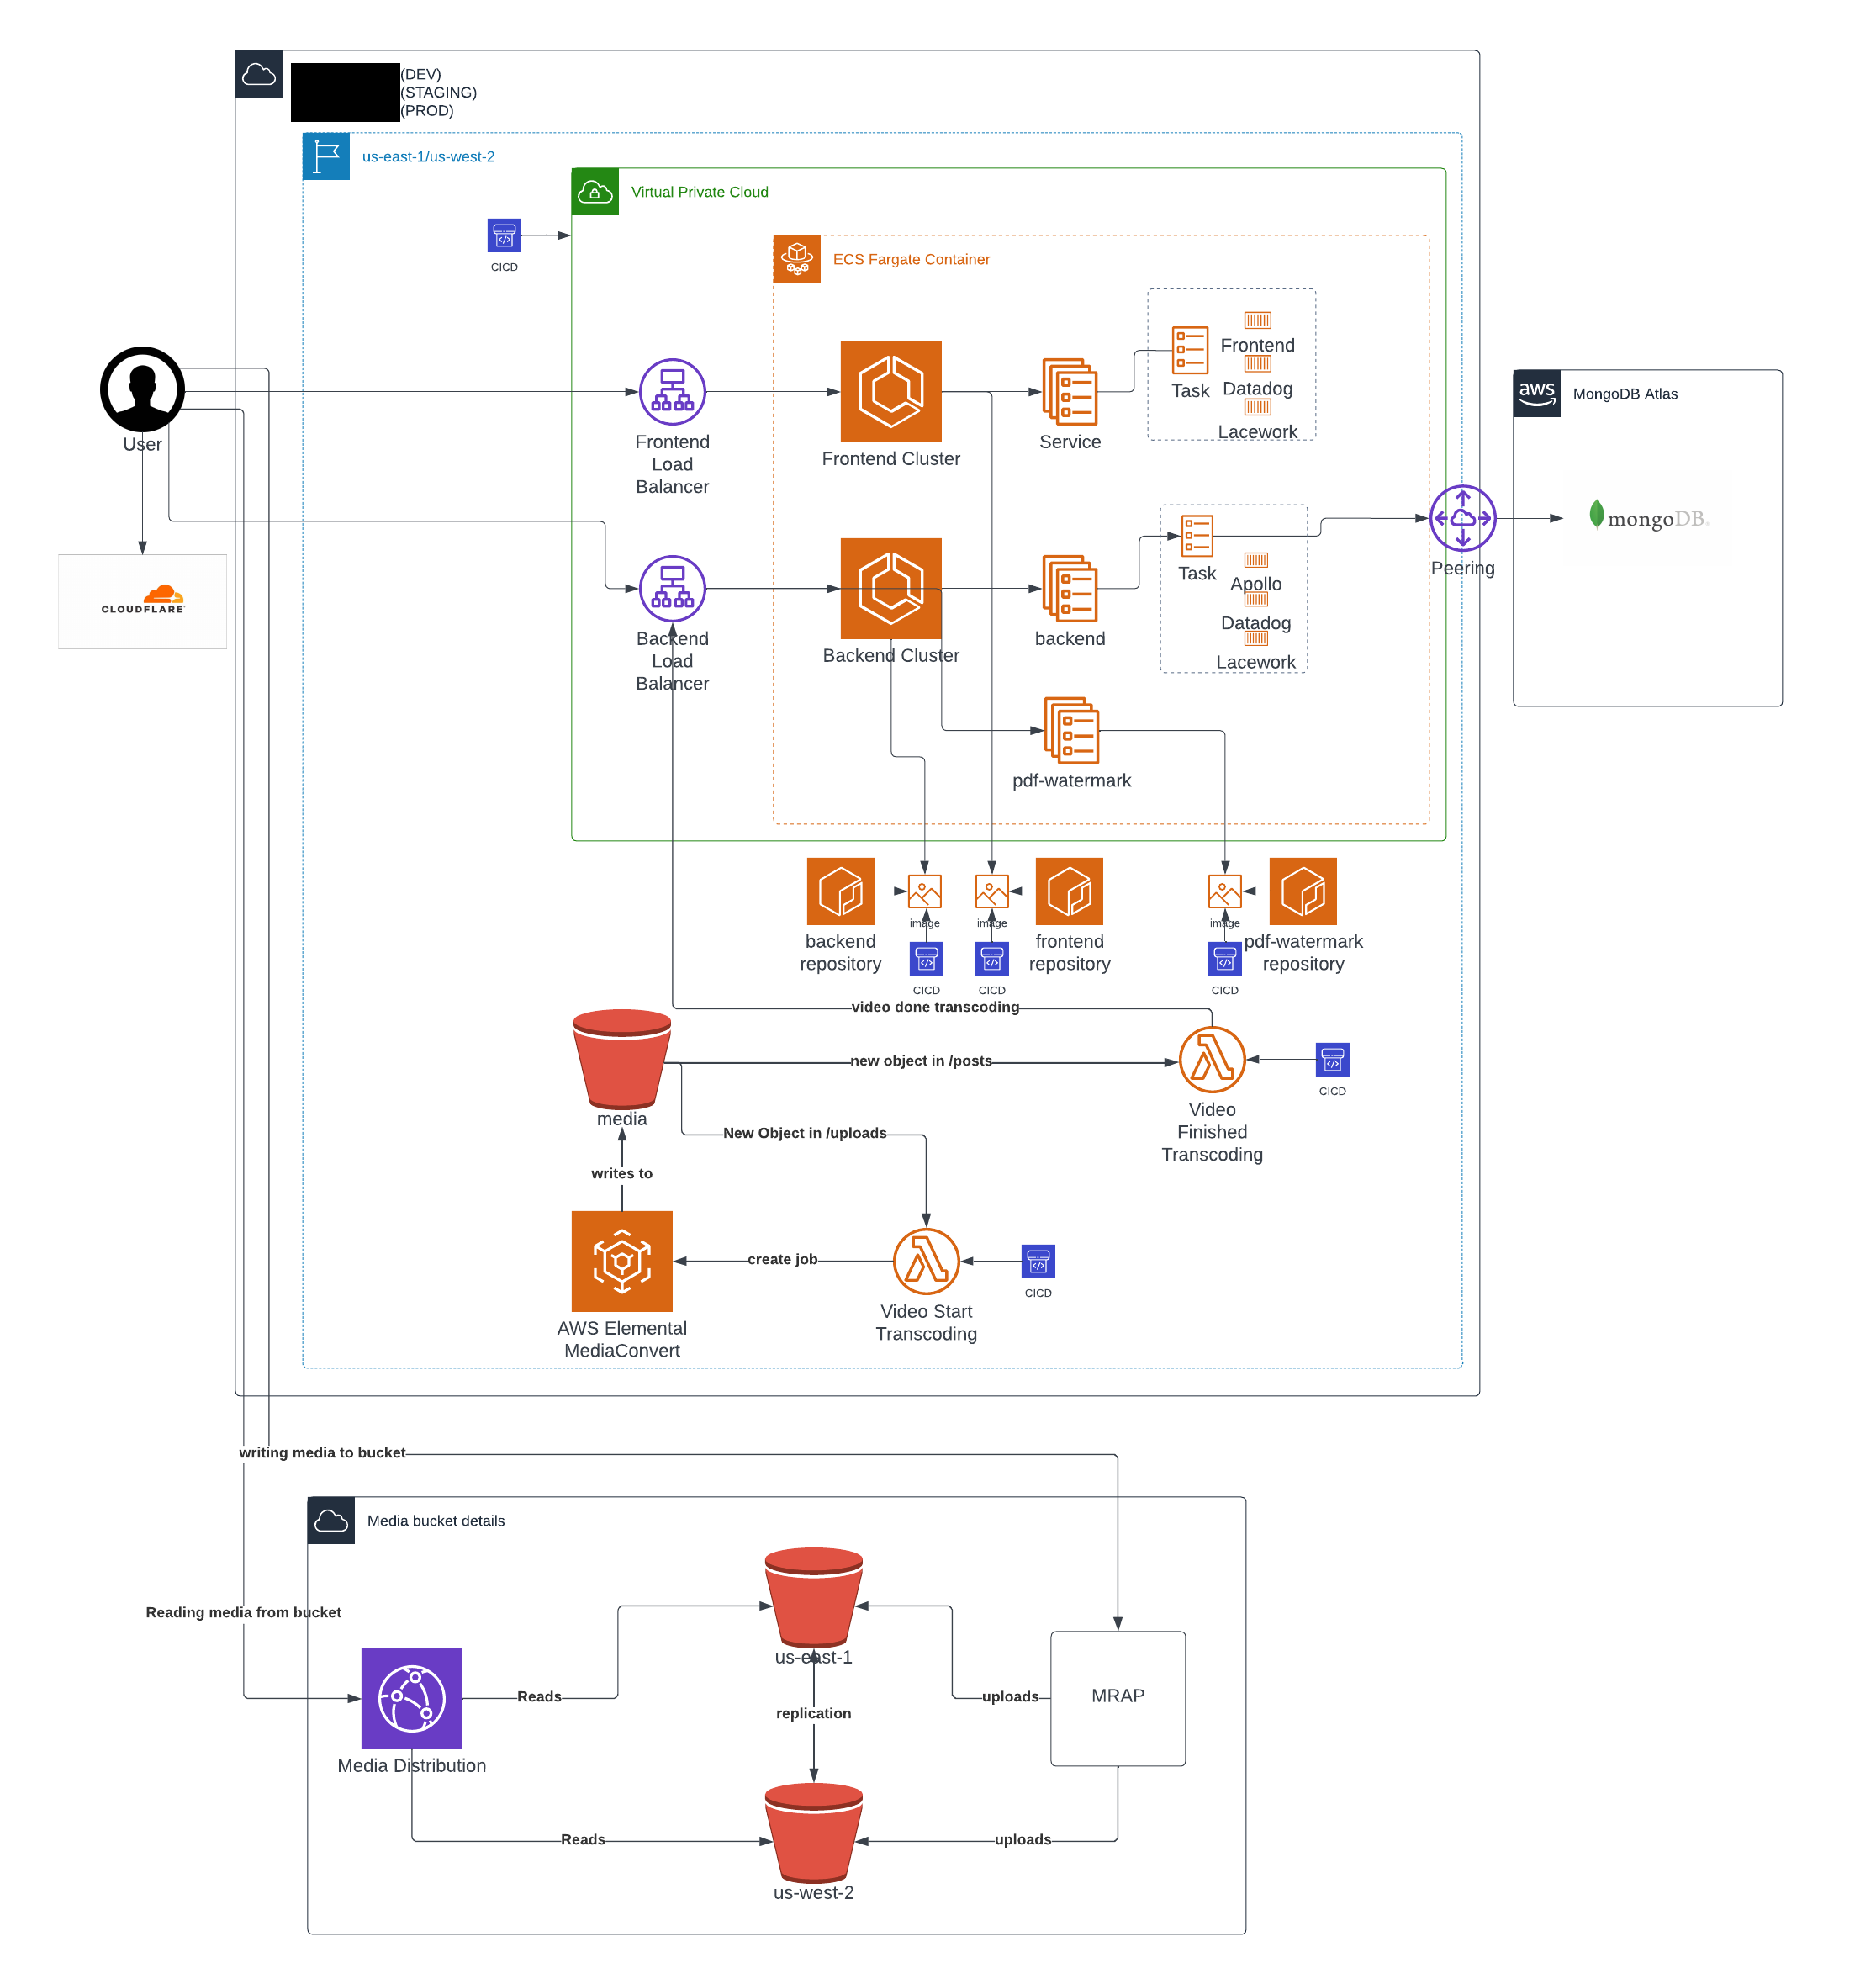 (DEV)
(STAGING)
(PROD)
us-east-1/us-west-2
Virtual Private Cloud
CICD
ECS Fargate Container
Frontend
Task
Datadog
Lacework
User
Frontend
Load
Balancer
Frontend Cluster
Service
aws
MongoDB Atlas
mongoDB.
Peering
CLOUDFLARE
Backend
Load
Balancer
Backend Cluster
backend
Task
Apollo
Datadog
Lacework
pdf-watermark
backend
repository
image
CICD
image
CICD
frontend
repository
image
CICD
pdf-watermark
repository
video done transcoding
media
new object in /posts
Video
Finished
Transcoding
CICD
New Object in /uploads
writes to
AWS Elemental
MediaConvert
create job
Video Start
Transcoding
CICD
writing media to bucket
Media bucket details
Reading media from bucket
Media Distribution
Reads
Reads
us-east-1
replication
us-west-2
uploads
uploads
MRAP